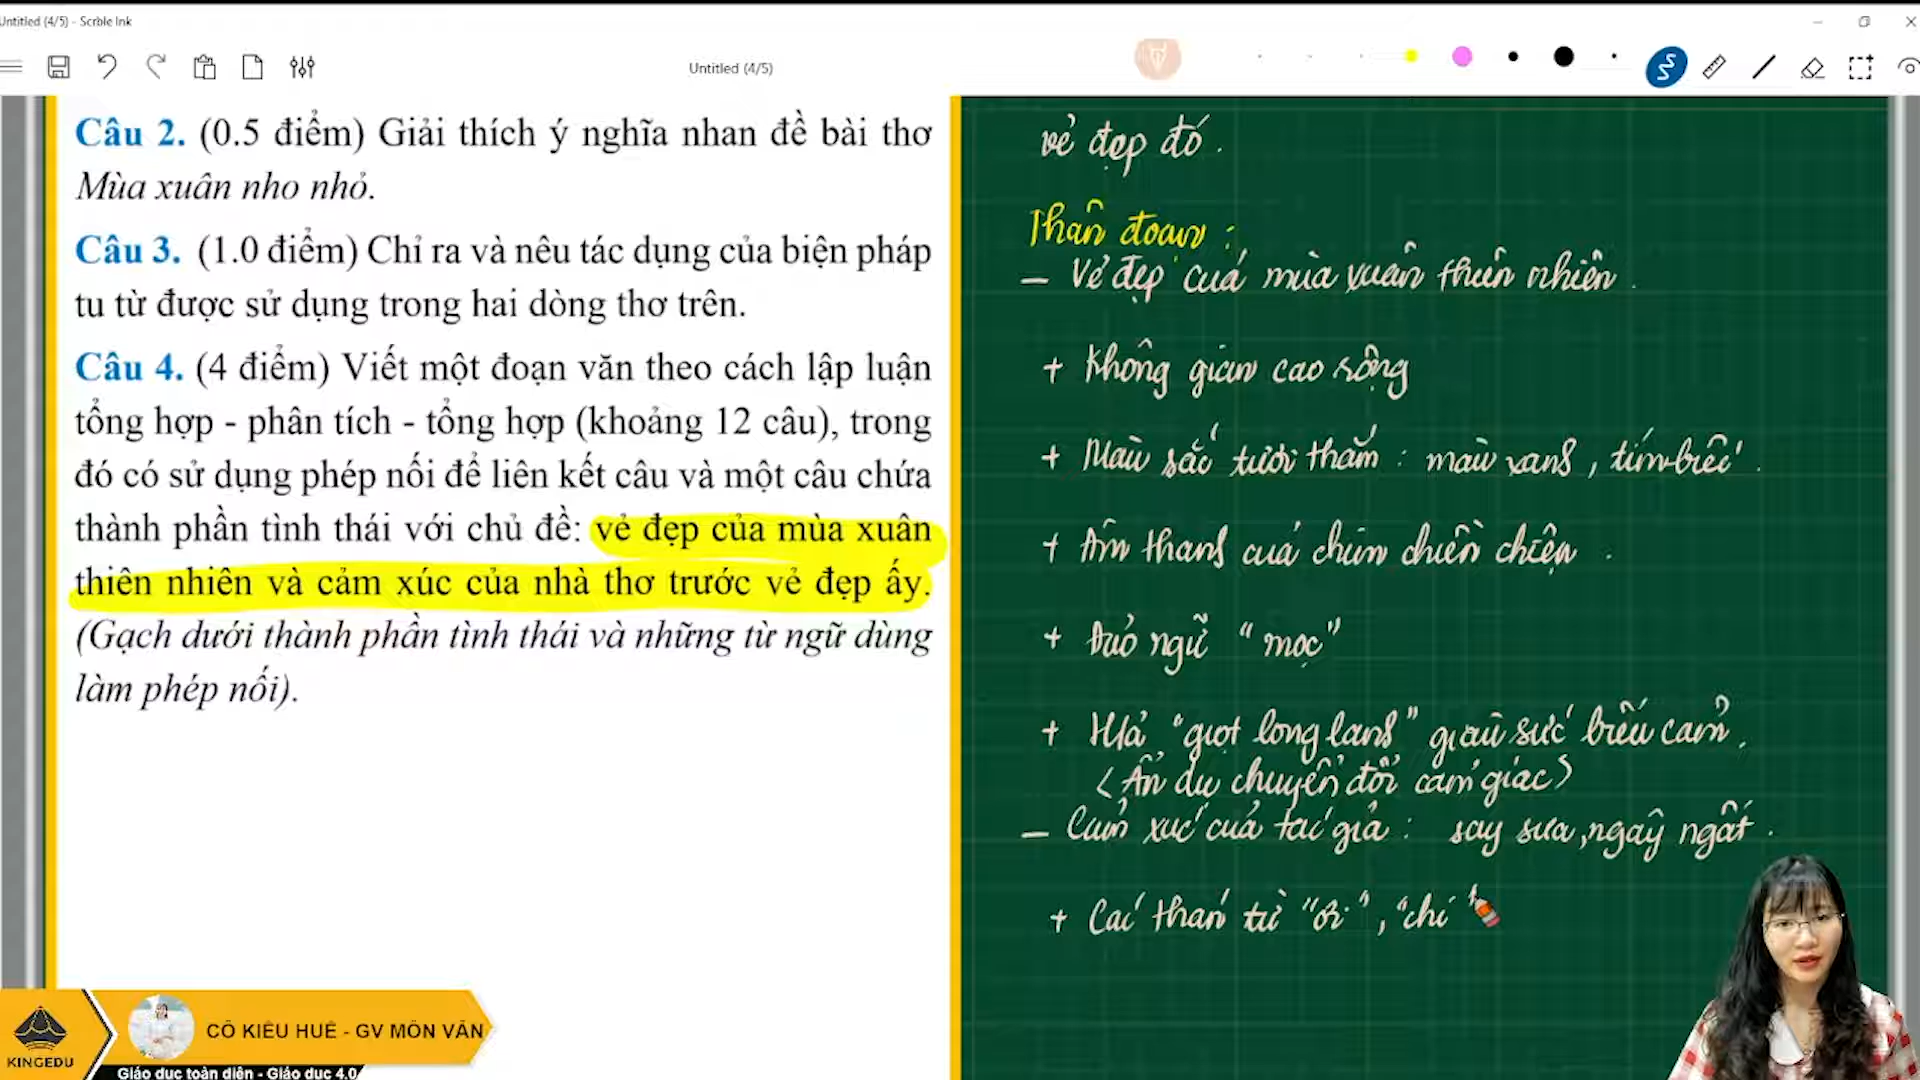 Untitled (4/5) - Scrble Ink
Untitled (4/5)
Câu 2. (0.5 điểm) Giải thích ý nghĩa nhan đề bài thơ
Mùa xuân nho nhỏ.
Câu 3. (1.0 điểm) Chỉ ra và nêu tác dụng của biện pháp
tu từ được sử dụng trong hai dòng thơ trên.
Câu 4. (4 điểm) Viết một đoạn văn theo cách lập luận
tổng hợp - phân tích - tổng hợp (khoảng 12 câu), trong
đó có sử dụng phép nối để liên kết câu và một câu chứa
thành phần tình thái với chủ đề: vẻ đẹp của mùa xuân
thiên nhiên và cảm xúc của nhà thơ trước vẻ đẹp ấy.
(Gạch dưới thành phần tình thái và những từ ngữ dùng
làm phép nối).
vẻ đẹp đó.
Thân đoạn:
- Vẻ đẹp của mùa xuân thiên nhiên.
+ Không gian cao rộng
+ Màu sắc tươi thắm: màu xanh, tím biếc.
+ Âm thanh của chim chiền chiện.
+ Đảo ngữ "mọc"
+ H/ả "giọt long lanh" giàu sức biểu cảm.
(Ẩn dụ chuyển đổi cảm giác)
- Cảm xúc của tác giả: say sưa, ngây ngất.
+ Các thán từ "ơi", "chi"
CÔ KIỀU HUẾ - GV MÔN VĂN
KINGEDU
Giáo dục toàn diện - Giáo dục 4.0